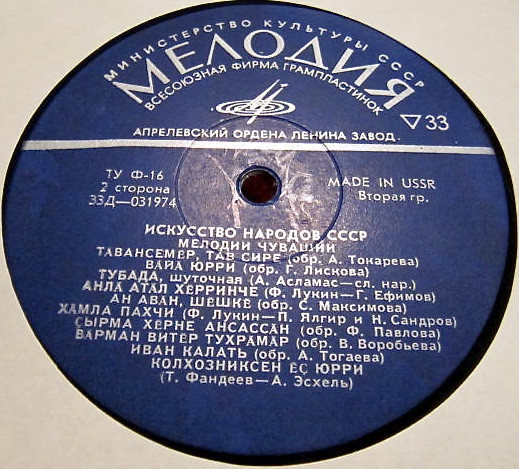 МИНИСТЕРСТВО КУЛЬТУРЫ СССР
МЕЛОДИЯ
ВСЕСОЮЗНАЯ ФИРМА ГРАМПЛАСТИНОК
▽33
АПРЕЛЕВСКИЙ ОРДЕНА ЛЕНИНА ЗАВОД
ТУ Ф-16
2 сторона
33Д—031974
MADE IN USSR
Вторая гр.
ИСКУССТВО НАРОДОВ СССР
МЕЛОДИИ ЧУВАШИИ
ТАВАНСЕМЕР, ТАВ СИРЕ (обр. А. Токарева)
ВАЙА ЮРРИ (обр. Г. Лискова)
ТУБАДА, шуточная (А. Асламас—сл. нар.)
АНЛА АТАЛ ХЕРРИНЧЕ (Ф. Лукин—Г. Ефимов)
АН АВАН, ШЕШКЕ (обр. С. Максимова)
ХАМЛА ПАХЧИ (Ф. Лукин—П. Ялгир и Н. Сандров)
СЫРМА ХЕРНЕ АНСАССАН (обр. Ф. Павлова)
ВАРМАН ВИТЕР ТУХРАМАР (обр. В. Воробьева)
ИВАН КАЛАТЬ (обр. А. Тогаева)
КОЛХОЗНИКСЕН ЕС ЮРРИ
(Т. Фандеев—А. Эсхель)